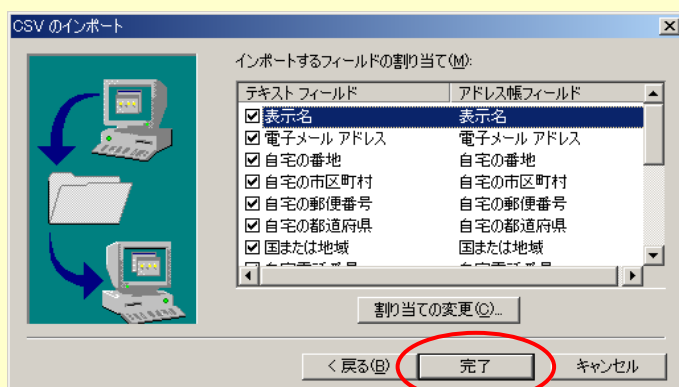 CSV のインポート
インポートするフィールドの割り当て(M):
テキスト フィールド アドレス帳フィールド
表示名 表示名
電子メール アドレス 電子メール アドレス
自宅の番地 自宅の番地
自宅の市区町村 自宅の市区町村
自宅の郵便番号 自宅の郵便番号
自宅の都道府県 自宅の都道府県
国または地域 国または地域
割り当ての変更(C)...
< 戻る(B) 完了 キャンセル